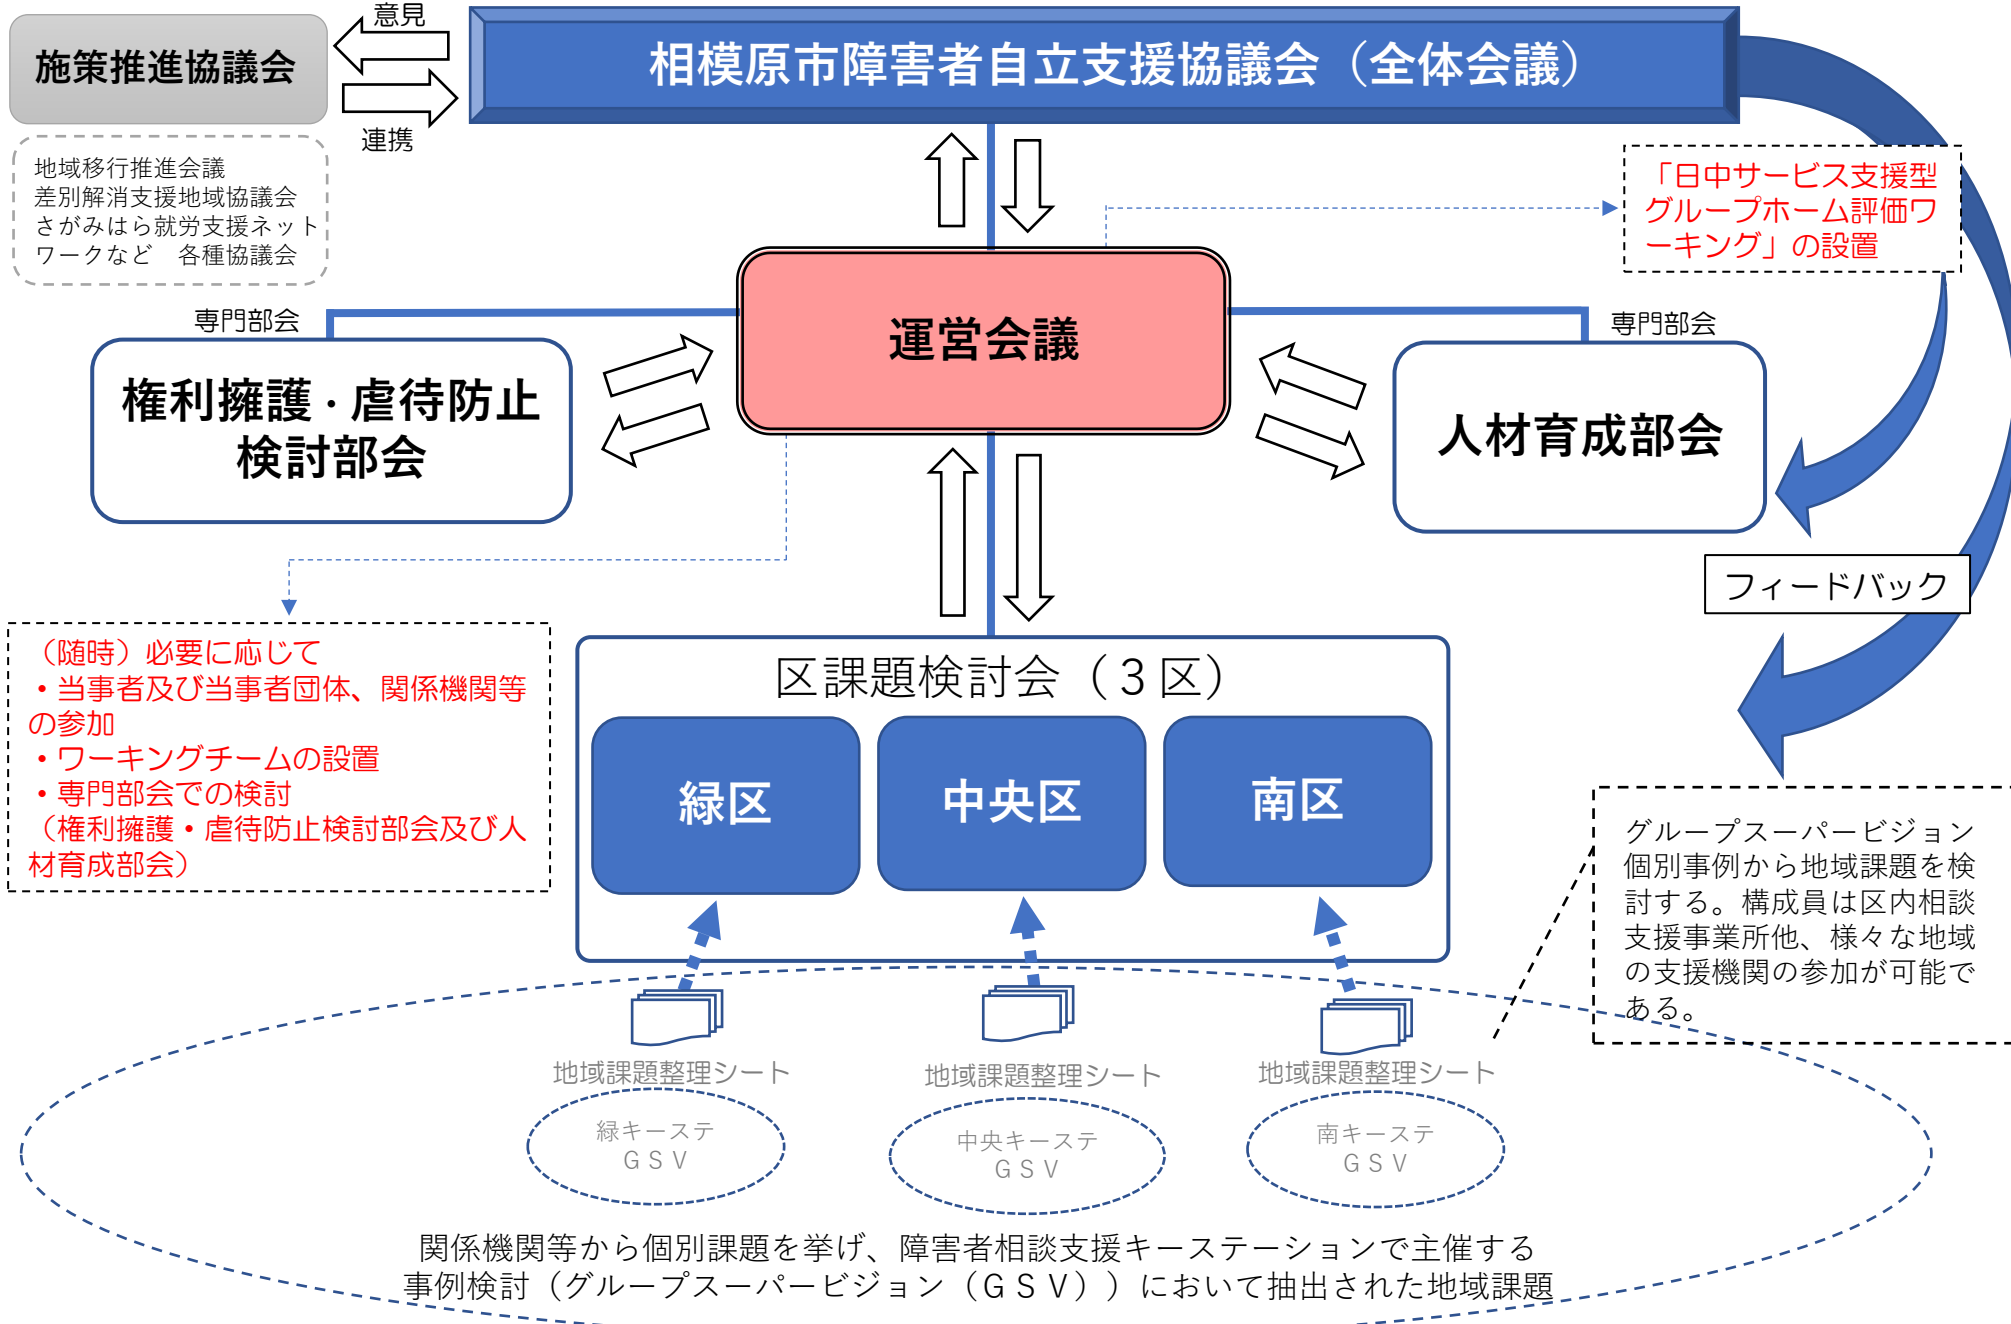 意見
施策推進協議会
相模原市障害者自立支援協議会（全体会議）
連携
地域移行推進会議
差別解消支援地域協議会
さがみはら就労支援ネット
ワークなど　各種協議会
「日中サービス支援型
グループホーム評価ワ
ーキング」の設置
専門部会
運営会議
専門部会
権利擁護・虐待防止
検討部会
人材育成部会
フィードバック
（随時）必要に応じて
・当事者及び当事者団体、関係機関等
の参加
・ワーキングチームの設置
・専門部会での検討
（権利擁護・虐待防止検討部会及び人
材育成部会）
区課題検討会（３区）
緑区
中央区
南区
グループスーパービジョン
個別事例から地域課題を検
討する。構成員は区内相談
支援事業所他、様々な地域
の支援機関の参加が可能で
ある。
地域課題整理シート
地域課題整理シート
地域課題整理シート
緑キーステ
ＧＳＶ
中央キーステ
ＧＳＶ
南キーステ
ＧＳＶ
関係機関等から個別課題を挙げ、障害者相談支援キーステーションで主催する
事例検討（グループスーパービジョン（ＧＳＶ））において抽出された地域課題